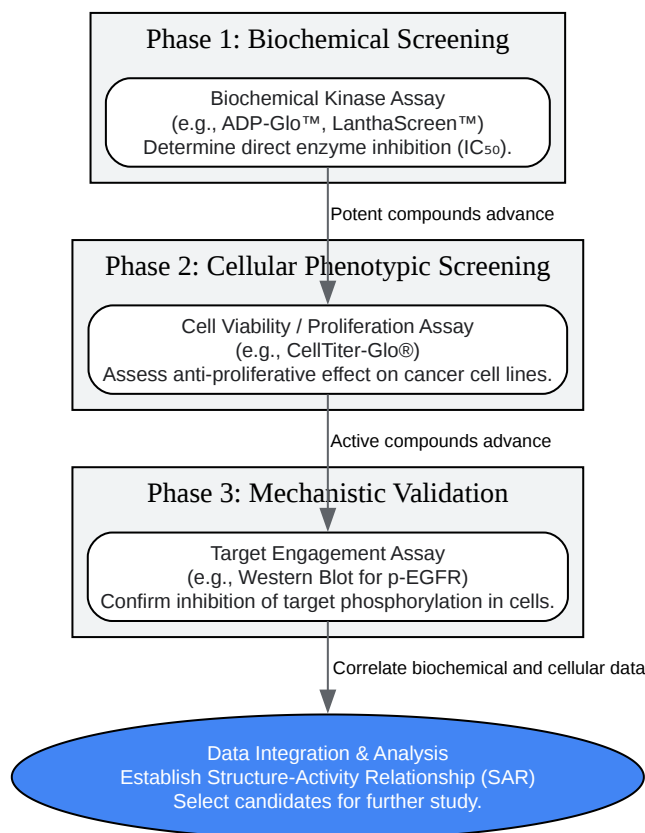 Phase 1: Biochemical Screening
Biochemical Kinase Assay
(e.g., ADP-Glo™, LanthaScreen™)
Determine direct enzyme inhibition (IC₅₀).
Potent compounds advance
Phase 2: Cellular Phenotypic Screening
Cell Viability / Proliferation Assay
(e.g., CellTiter-Glo®)
Assess anti-proliferative effect on cancer cell lines.
Active compounds advance
Phase 3: Mechanistic Validation
Target Engagement Assay
(e.g., Western Blot for p-EGFR)
Confirm inhibition of target phosphorylation in cells.
Correlate biochemical and cellular data
Data Integration & Analysis
Establish Structure-Activity Relationship (SAR)
Select candidates for further study.